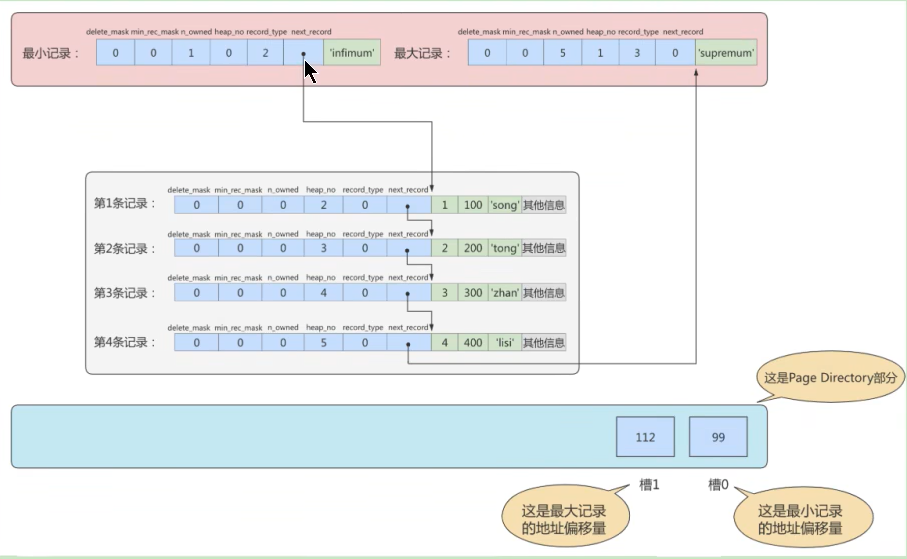 delete_mask min_rec_mask n_owned heap_no record_type next_record
最小记录： 0 0 1 0 2 'infimum'
delete_mask min_rec_mask n_owned heap_no record_type next_record
最大记录： 0 0 5 1 3 0 'supremum'
delete_mask min_rec_mask n_owned heap_no record_type next_record
第1条记录： 0 0 0 2 0 1 100 'song' 其他信息
delete_mask min_rec_mask n_owned heap_no record_type next_record
第2条记录： 0 0 0 3 0 2 200 'tong' 其他信息
delete_mask min_rec_mask n_owned heap_no record_type next_record
第3条记录： 0 0 0 4 0 3 300 'zhan' 其他信息
delete_mask min_rec_mask n_owned heap_no record_type next_record
第4条记录： 0 0 0 5 0 4 400 'lisi' 其他信息
这是Page Directory部分
112 99
槽1 槽0
这是最大记录
的地址偏移量
这是最小记录
的地址偏移量